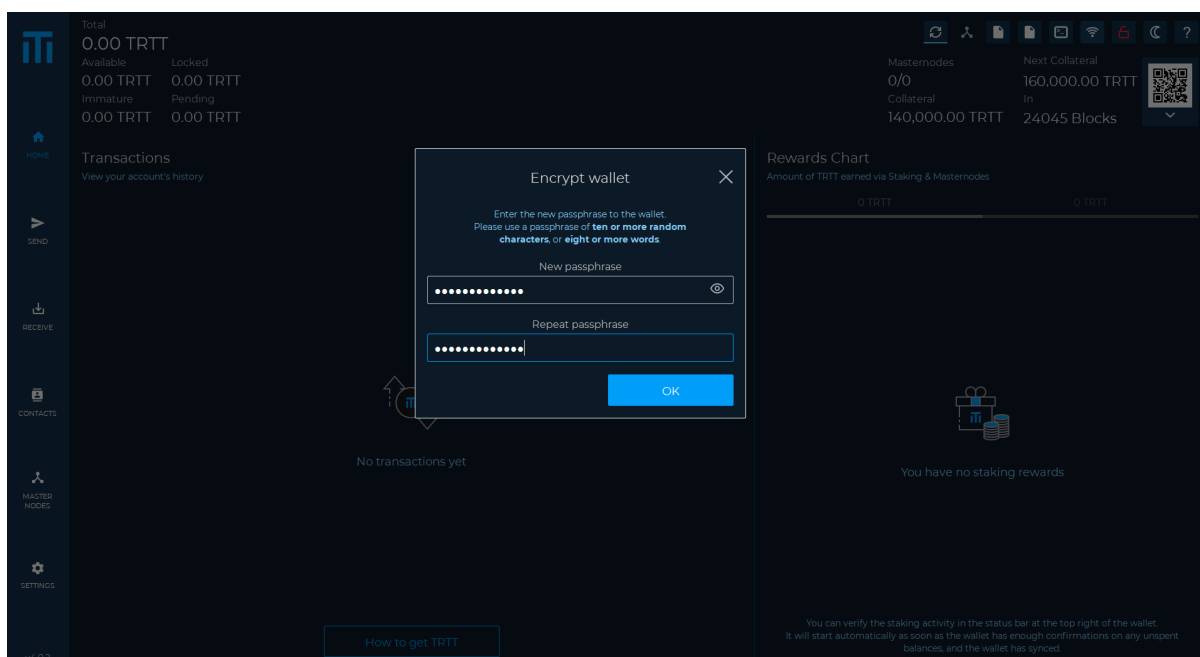 Total
0.00 TRTT
Available Locked
0.00 TRTT 0.00 TRTT
Immature Pending
0.00 TRTT 0.00 TRTT
Masternodes Next Collateral
0/0 160,000.00 TRTT
Collateral In
140,000.00 TRTT 24045 Blocks
?
HOME
SEND
RECEIVE
CONTACTS
MASTER
NODES
SETTINGS
Transactions
View your account's history
No transactions yet
How to get TRTT
Encrypt wallet
Enter the new passphrase to the wallet.
Please use a passphrase of ten or more random
characters, or eight or more words.
New passphrase
Repeat passphrase
OK
Rewards Chart
Amount of TRTT earned via Staking & Masternodes
0 TRTT 0 TRTT
You have no staking rewards
You can verify the staking activity in the status bar at the top right of the wallet.
It will start automatically as soon as the wallet has enough confirmations on any unspent
balances, and the wallet has synced.